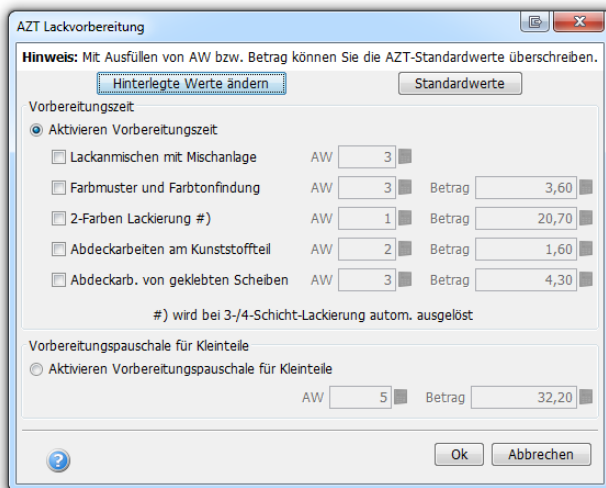 AZT Lackvorbereitung
Hinweis: Mit Ausfüllen von AW bzw. Betrag können Sie die AZT-Standardwerte überschreiben.
Hinterlegte Werte ändern Standardwerte
Vorbereitungszeit
Aktivieren Vorbereitungszeit
Lackanmischen mit Mischanlage AW 3
Farbmuster und Farbtonfindung AW 3 Betrag 3,60
2-Farben Lackierung #) AW 1 Betrag 20,70
Abdeckarbeiten am Kunststoffteil AW 2 Betrag 1,60
Abdeckarb. von geklebten Scheiben AW 3 Betrag 4,30
#) wird bei 3-/4-Schicht-Lackierung autom. ausgelöst
Vorbereitungspauschale für Kleinteile
Aktivieren Vorbereitungspauschale für Kleinteile
AW 5 Betrag 32,20
? Ok Abbrechen